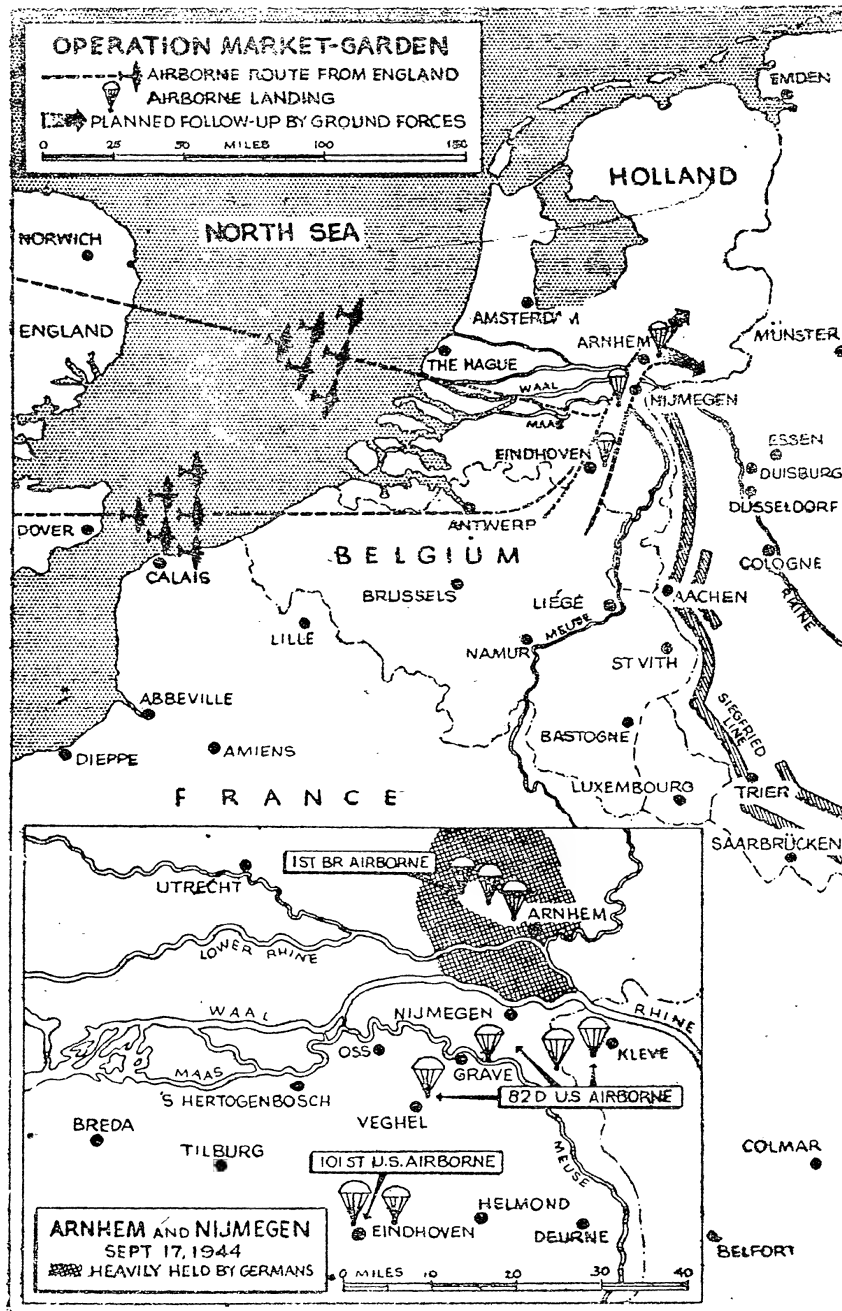 OPERATION MARKET-GARDEN
AIRBORNE ROUTE FROM ENGLAND
AIRBORNE LANDING
PLANNED FOLLOW-UP BY GROUND FORCES
0 25 50 MILES 100 150
EMDEN
HOLLAND
NORTH SEA
NORWICH
ENGLAND
AMSTERDAM
ARNHEM
MÜNSTER
THE HAGUE
WAAL
NIJMEGEN
MAAS
ESSEN
EINDHOVEN
DUISBURG
DÜSSELDORF
DOVER
ANTWERP
BELGIUM
COLOGNE
CALAIS
BRUSSELS
LIÉGÉ
AACHEN
RHINE
LILLE
MEUSE
NAMUR
ST VITH
ABBEVILLE
SIEGFRIED
LINE
BASTOGNE
DIEPPE
AMIENS
LUXEMBOURG
TRIER
FRANCE
SAARBRÜCKEN
1ST BR AIRBORNE
UTRECHT
ARNHEM
LOWER RHINE
WAAL
NIJMEGEN
RHINE
OSS
KLEVE
MAAS
GRAVE
'S HERTOGENBOSCH
82D U.S AIRBORNE
VEGHEL
BREDA
TILBURG
MEUSE
COLMAR
101ST U.S. AIRBORNE
HELMOND
EINDHOVEN
DEURNE
BELFORT
ARNHEM AND NIJMEGEN
SEPT 17, 1944
HEAVILY HELD BY GERMANS
0 MILES 10 20 30 40